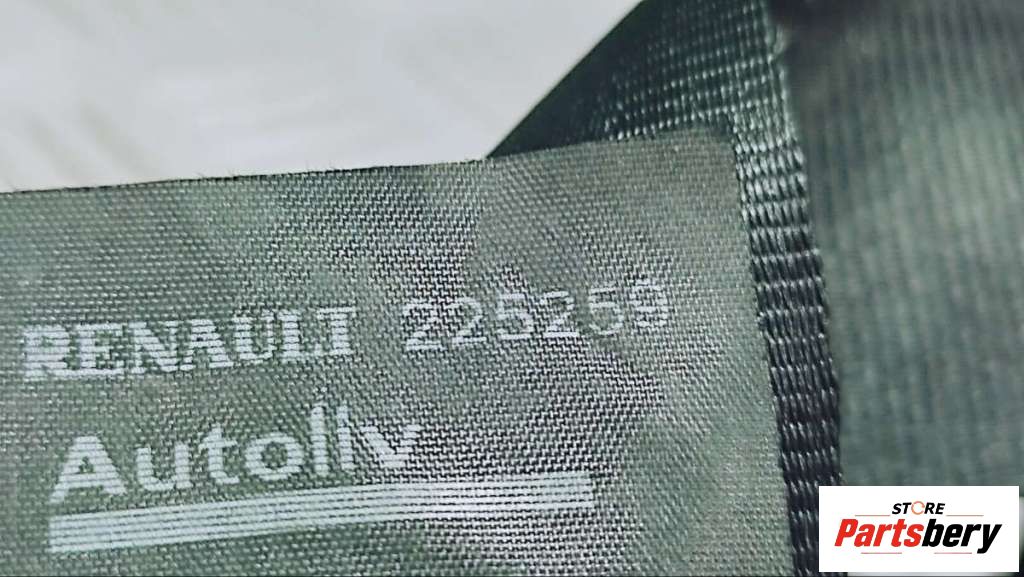 RENAULT 225259
Autoliv
STORE
Partsbery